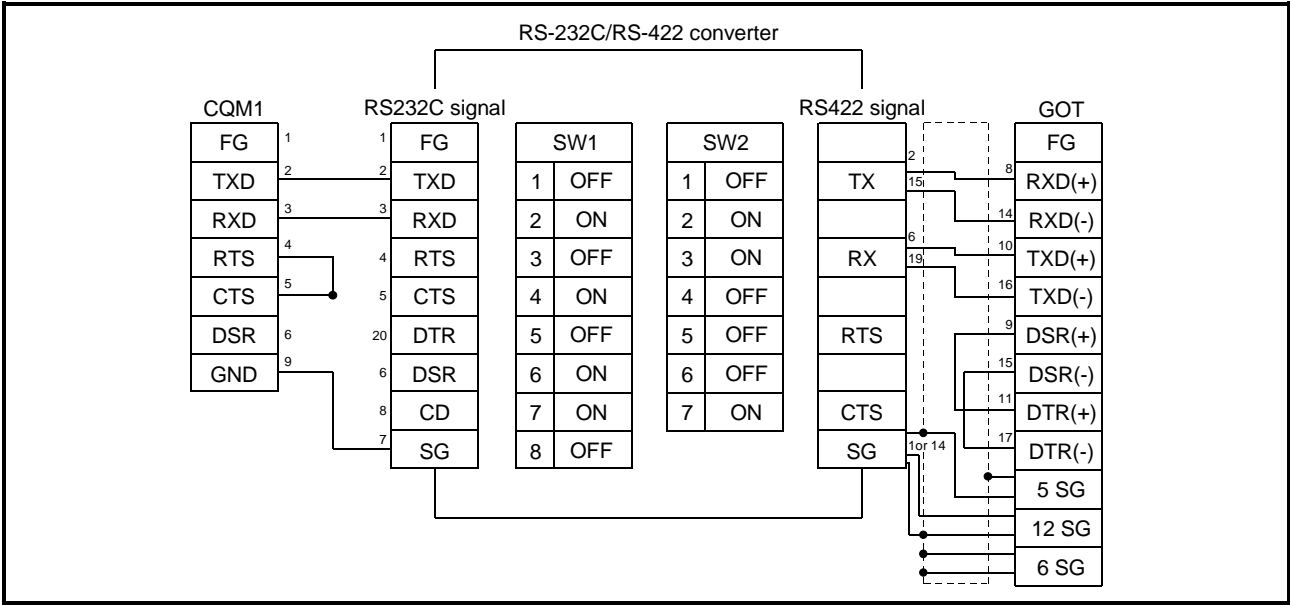 RS-232C/RS-422 converter
CQM1
RS232C signal
RS422 signal
GOT
FG 1
TXD 2
RXD 3
RTS 4
CTS 5
DSR 6
GND 9
1 FG
2 TXD
3 RXD
4 RTS
5 CTS
20 DTR
6 DSR
8 CD
7 SG
SW1
1 OFF
2 ON
3 OFF
4 ON
5 OFF
6 ON
7 ON
8 OFF
SW2
1 OFF
2 ON
3 ON
4 OFF
5 OFF
6 OFF
7 ON
2
TX 15
6
RX 19
RTS
CTS
SG 1or 14
FG
8 RXD(+)
14 RXD(-)
10 TXD(+)
16 TXD(-)
9 DSR(+)
15 DSR(-)
11 DTR(+)
17 DTR(-)
5 SG
12 SG
6 SG